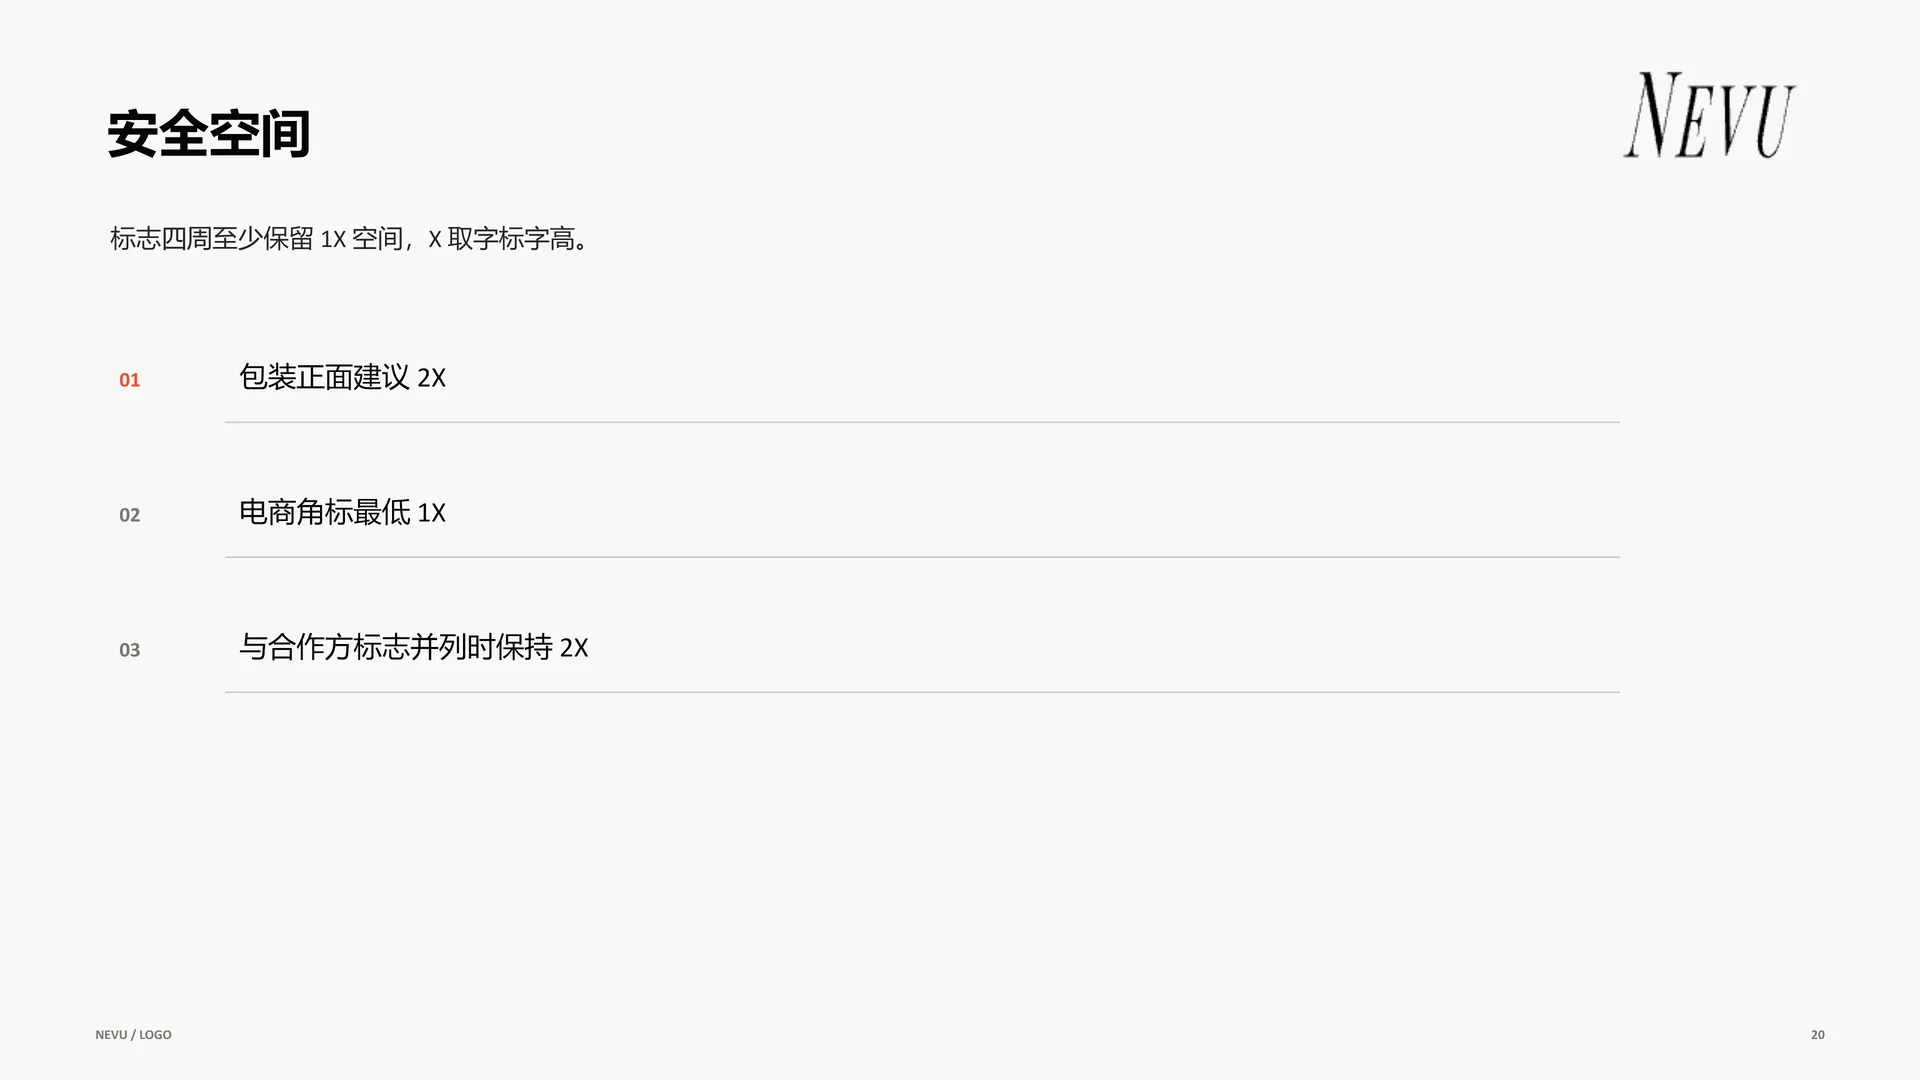 安全空间
NEVU
标志四周至少保留 1X 空间，X 取字标字高。
01 包装正面建议 2X
02 电商角标最低 1X
03 与合作方标志并列时保持 2X
NEVU / LOGO
20